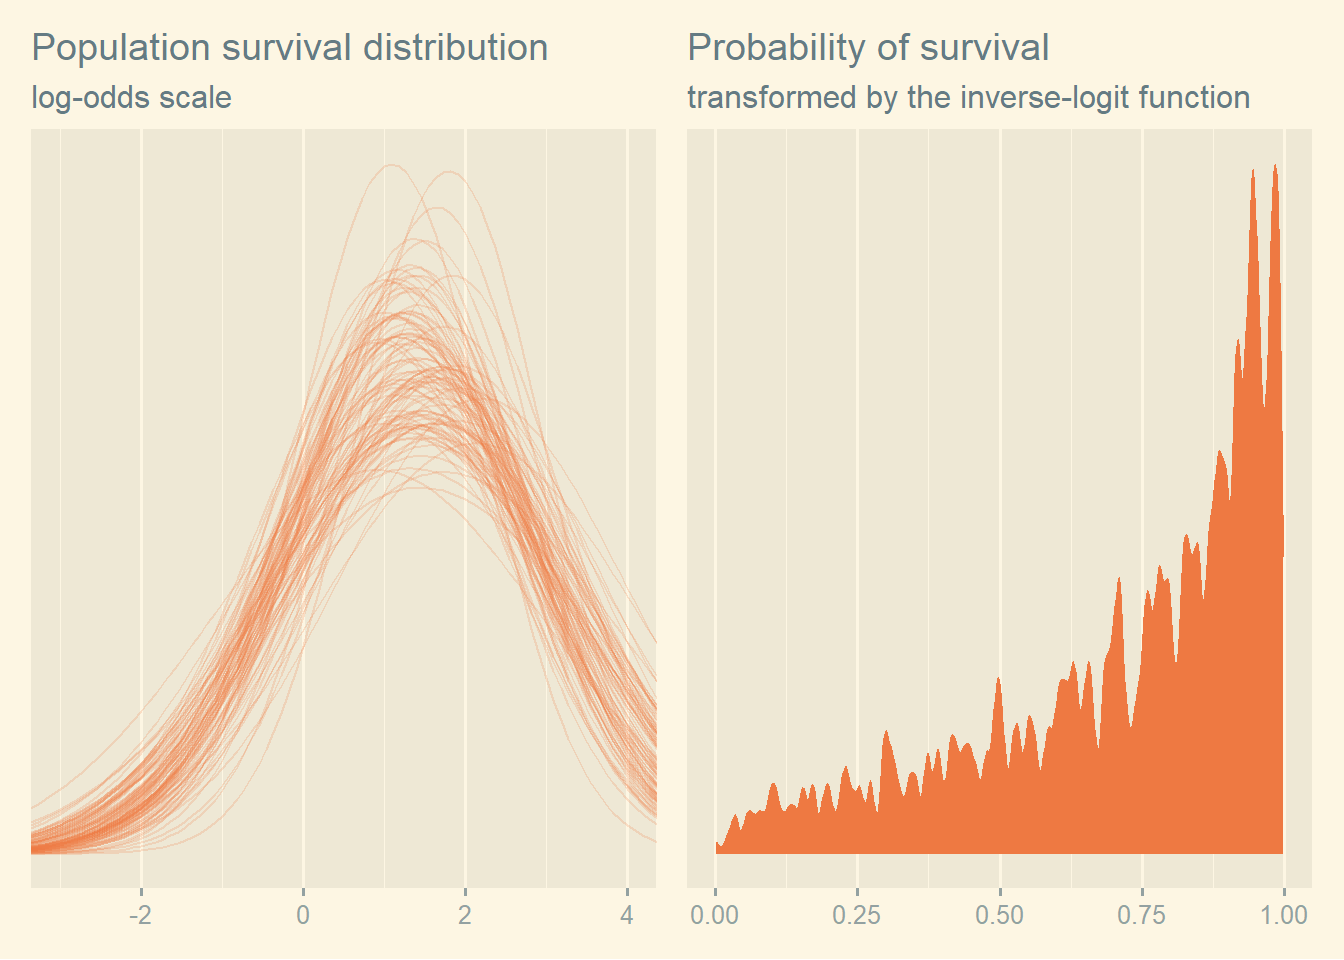 Population survival distribution
log-odds scale
-2 0 2 4
Probability of survival
transformed by the inverse-logit function
0.00 0.25 0.50 0.75 1.00